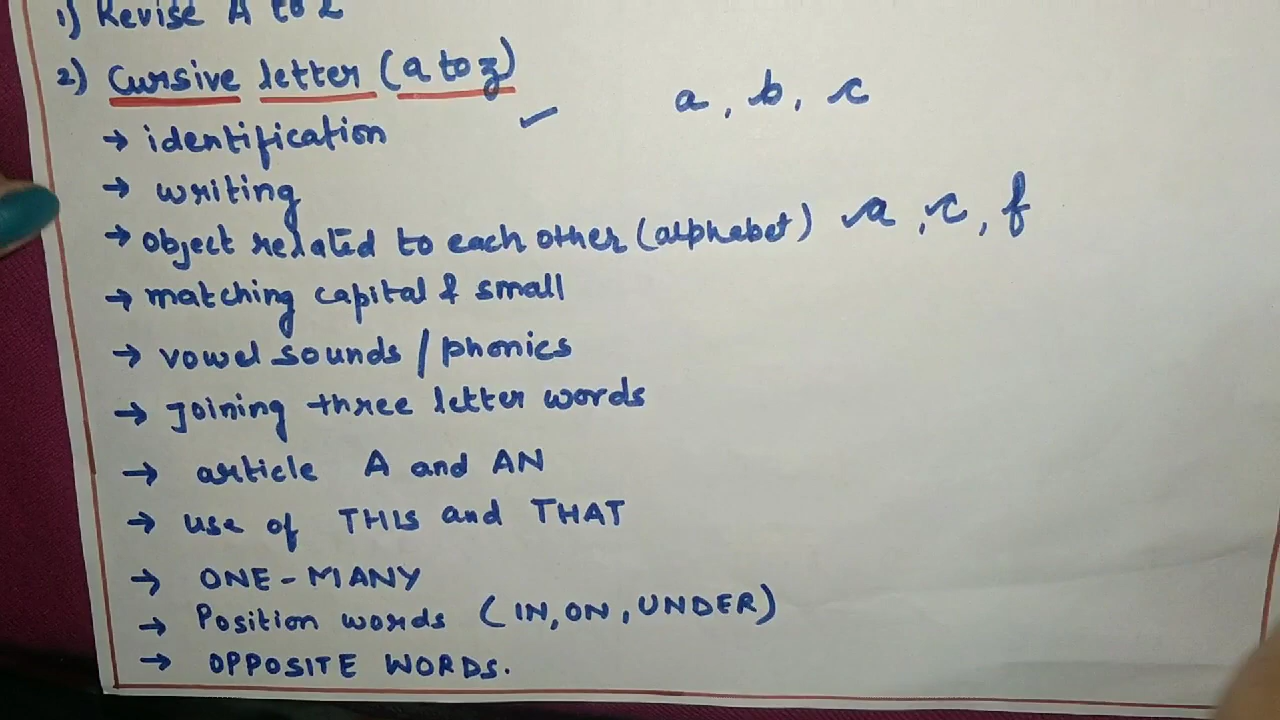 1) Revise A to Z
2) Cursive letter (a to z)
a, b, c
→ identification
→ writing
→ object related to each other (alphabet) a, c, f
→ matching capital & small
→ vowel sounds / phonics
→ Joining three letter words
→ article A and AN
→ use of THIS and THAT
→ ONE - MANY
→ Position words (IN, ON, UNDER)
→ OPPOSITE WORDS.